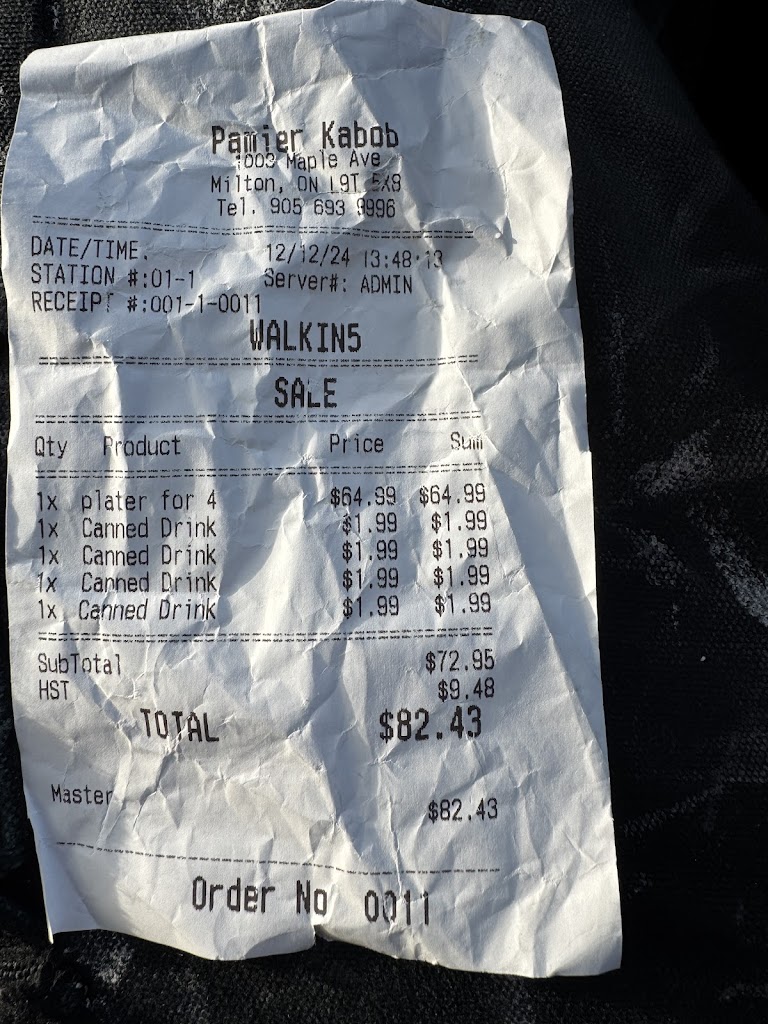 Pamier Kabob
1003 Maple Ave
Milton, ON L9T 5X9
Tel. 905 693 9996
DATE/TIME. 12/12/24 13:48:13
STATION #:01-1 Server#: ADMIN
RECEIPT #:001-1-0011
WALKIN5
SALE
Qty Product Price Sum
1x plater for 4 $64.99 $64.99
1x Canned Drink $1.99 $1.99
1x Canned Drink $1.99 $1.99
1x Canned Drink $1.99 $1.99
1x Canned Drink $1.99 $1.99
SubTotal $72.95
HST $9.48
TOTAL $82.43
Master $82.43
Order No 0011